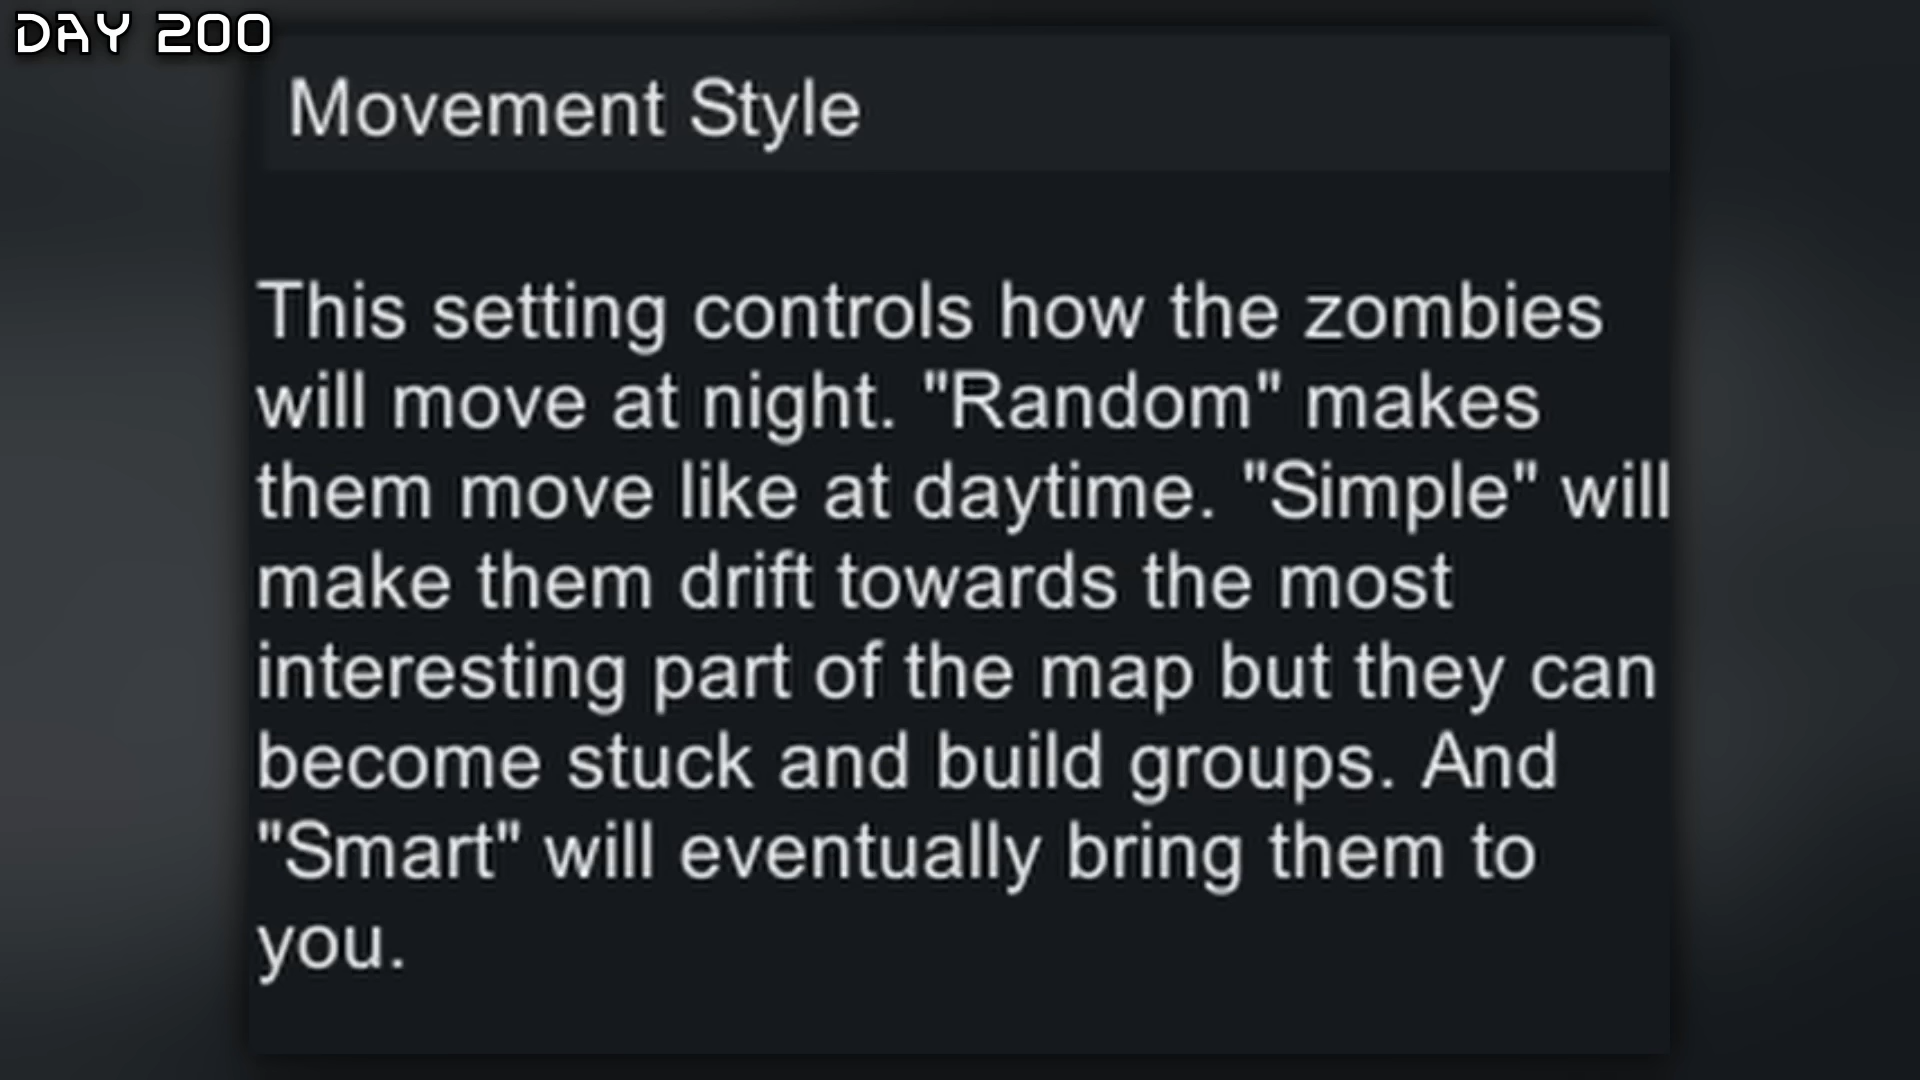 DAY 200
Movement Style
This setting controls how the zombies
will move at night. "Random" makes
them move like at daytime. "Simple" will
make them drift towards the most
interesting part of the map but they can
become stuck and build groups. And
"Smart" will eventually bring them to
you.